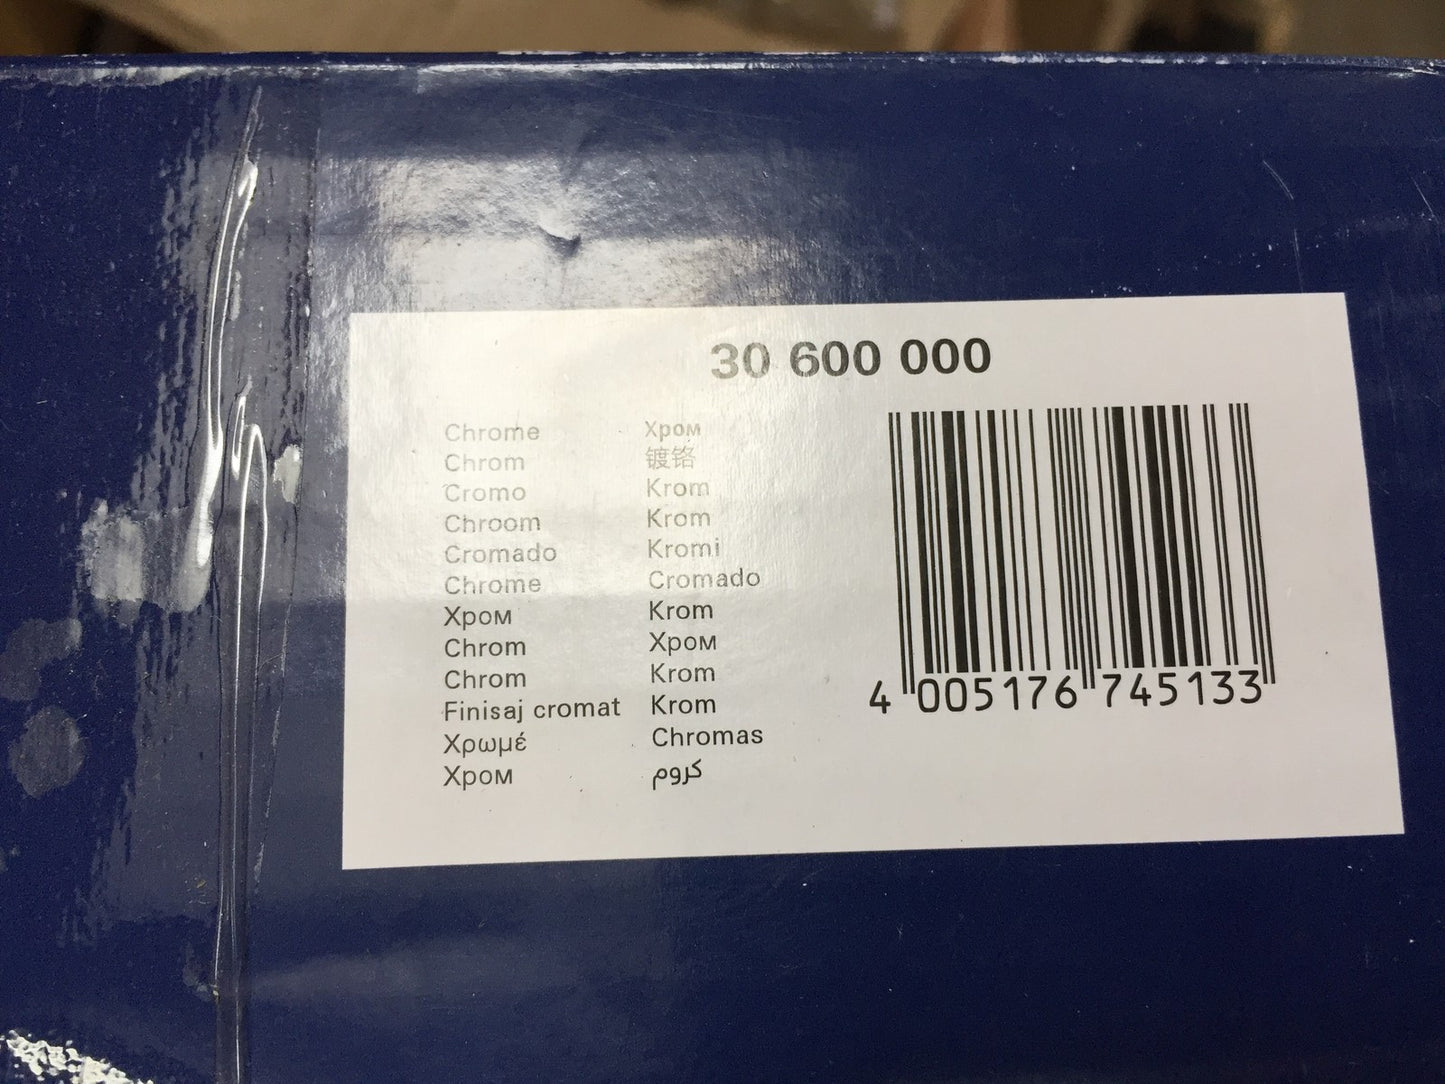 30 600 000
Chrome
Chrom
Cromo
Chroom
Cromado
Chrome
Хром
Chrom
Chrom
Finisaj cromat
Χρωμέ
Хром
Хром
镀铬
Krom
Krom
Kromi
Cromado
Krom
Хром
Krom
Krom
Chromas
كروم
4 005176 745133